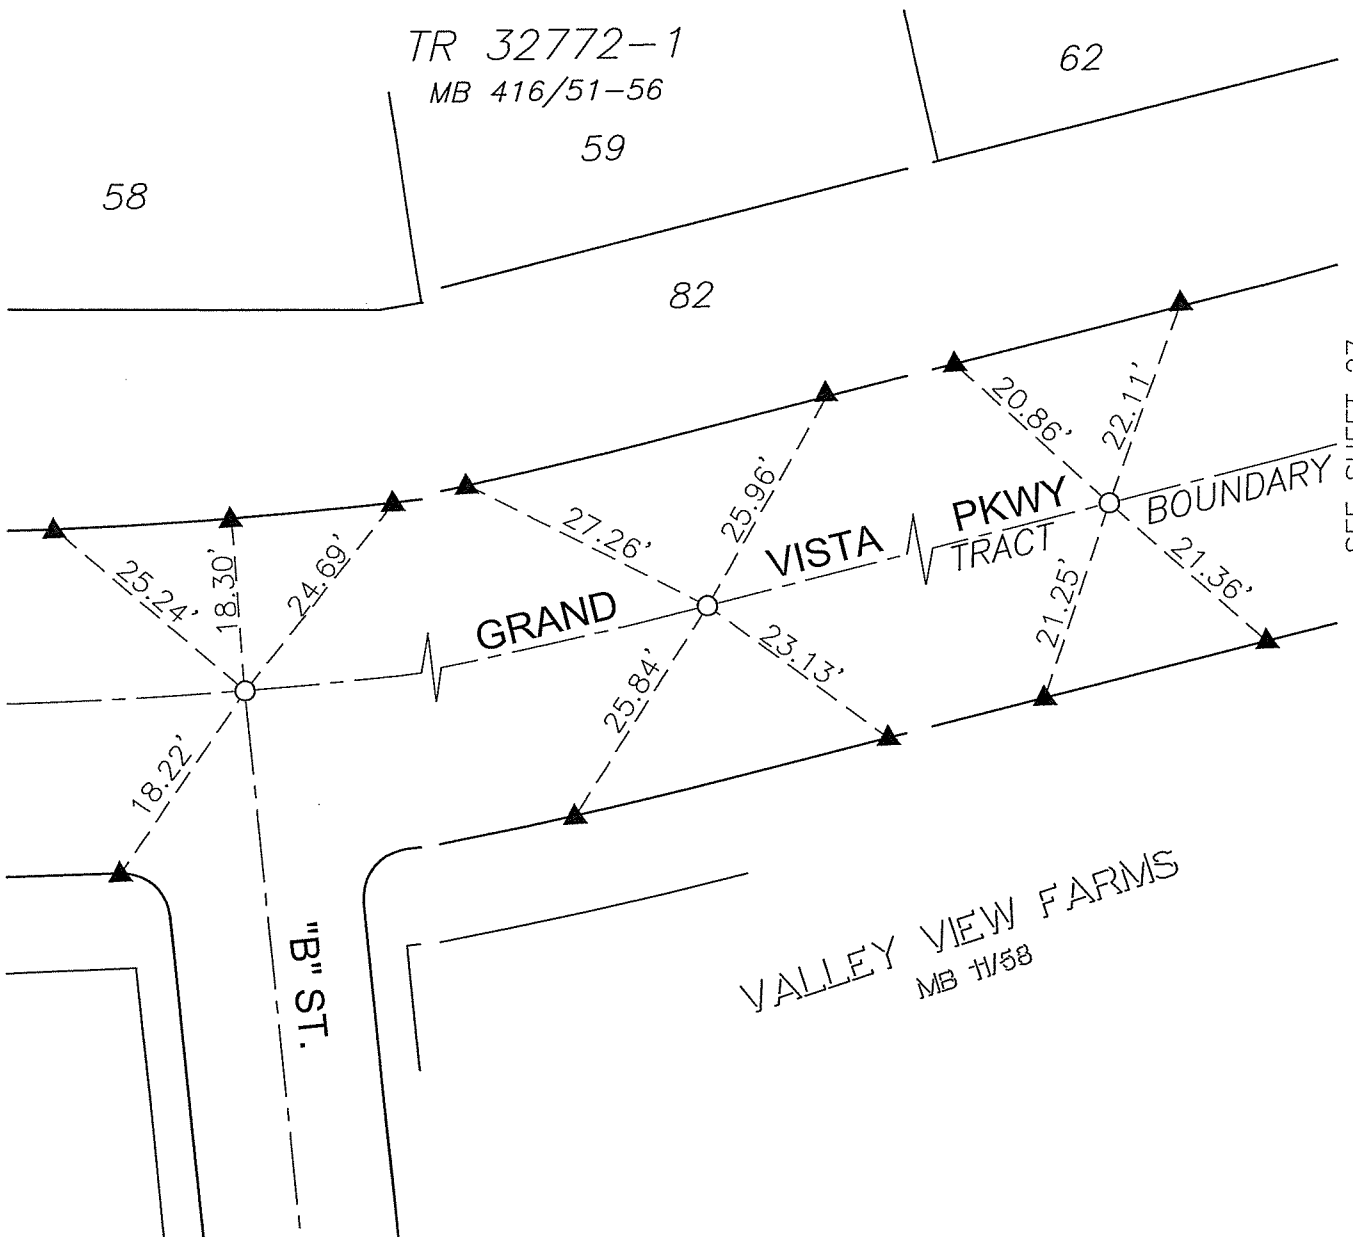 TR 32772-1
MB 416/51-56
62
59
58
82
20.86'
22.11'
25.96'
27.26'
25.24'
18.30'
24.69'
GRAND VISTA PKWY
TRACT BOUNDARY
21.36'
21.25'
23.13'
25.84'
18.22'
"B" ST.
VALLEY VIEW FARMS
MB 11/58
SEE SHEET